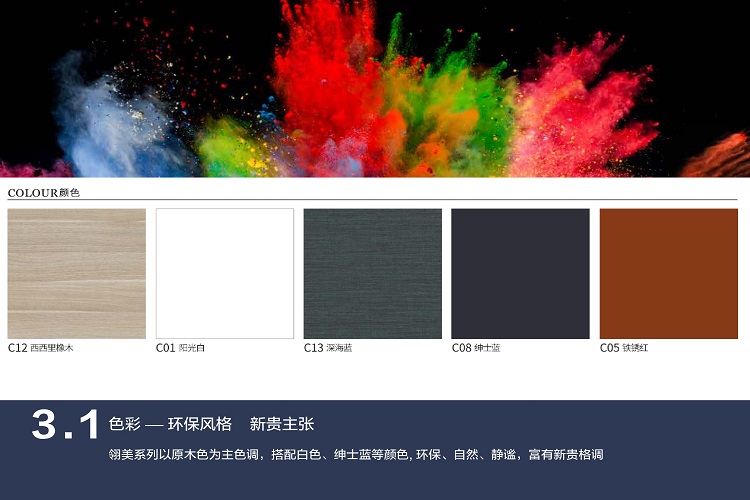 COLOUR颜色
C12 西西里橡木
C01 阳光白
C13 深海蓝
C08 绅士蓝
C05 铁锈红
3.1 色彩 — 环保风格 新贵主张
翎美系列以原木色为主色调，搭配白色、绅士蓝等颜色, 环保、自然、静谧，富有新贵格调